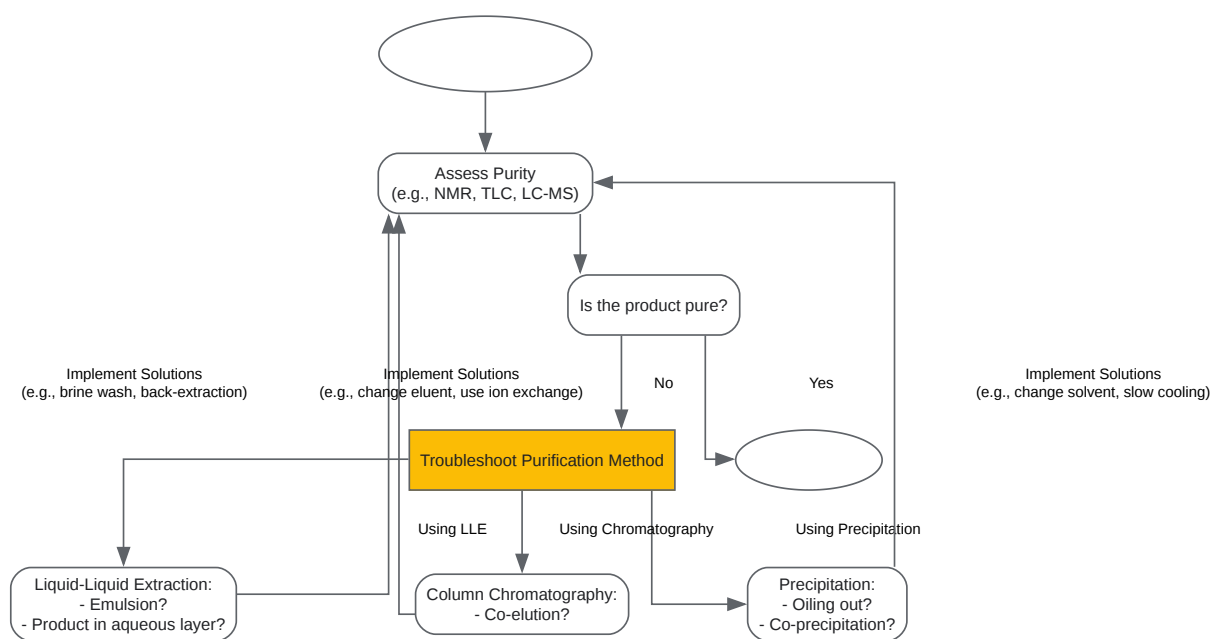 Assess Purity
(e.g., NMR, TLC, LC-MS)
Is the product pure?
Implement Solutions
(e.g., brine wash, back-extraction)
Implement Solutions
(e.g., change eluent, use ion exchange)
No
Yes
Implement Solutions
(e.g., change solvent, slow cooling)
Troubleshoot Purification Method
Using LLE
Using Chromatography
Using Precipitation
Liquid-Liquid Extraction:
- Emulsion?
- Product in aqueous layer?
Column Chromatography:
- Co-elution?
Precipitation:
- Oiling out?
- Co-precipitation?